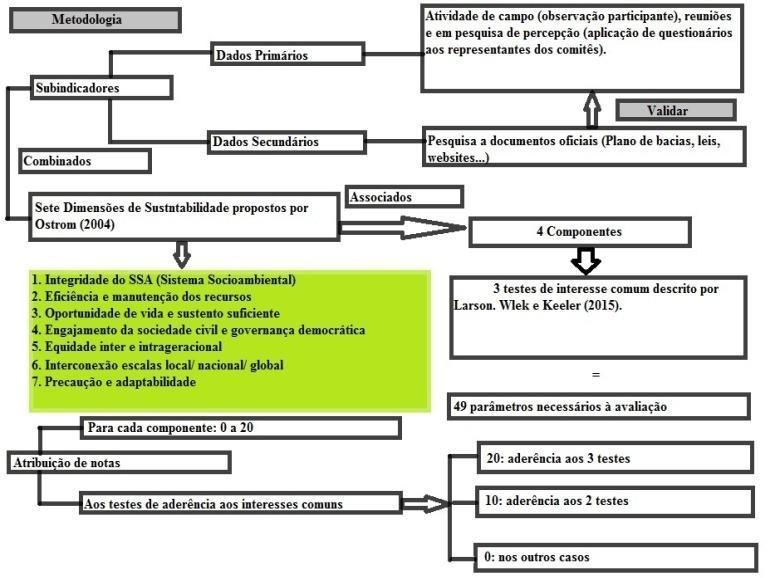 Metodologia
Atividade de campo (observação participante), reuniões
e em pesquisa de percepção (aplicação de questionários
aos representantes dos comitês).
Dados Primários
Subindicadores
Validar
Dados Secundários
Pesquisa a documentos oficiais (Plano de bacias, leis,
websites...)
Combinados
Associados
Sete Dimensões de Sustntabilidade propostos por
Ostrom (2004)
4 Componentes
1. Integridade do SSA (Sistema Socioambiental)
2. Eficiência e manutenção dos recursos
3. Oportunidade de vida e sustento suficiente
4. Engajamento da sociedade civil e governança democrática
5. Equidade inter e intrageracional
6. Interconexão escalas local/ nacional/ global
7. Precaução e adaptabilidade
3 testes de interesse comum descrito por
Larson. Wlek e Keeler (2015).
=
49 parâmetros necessários à avaliação
Para cada componente: 0 a 20
Atribuição de notas
Aos testes de aderência aos interesses comuns
20: aderência aos 3 testes
10: aderência aos 2 testes
0: nos outros casos